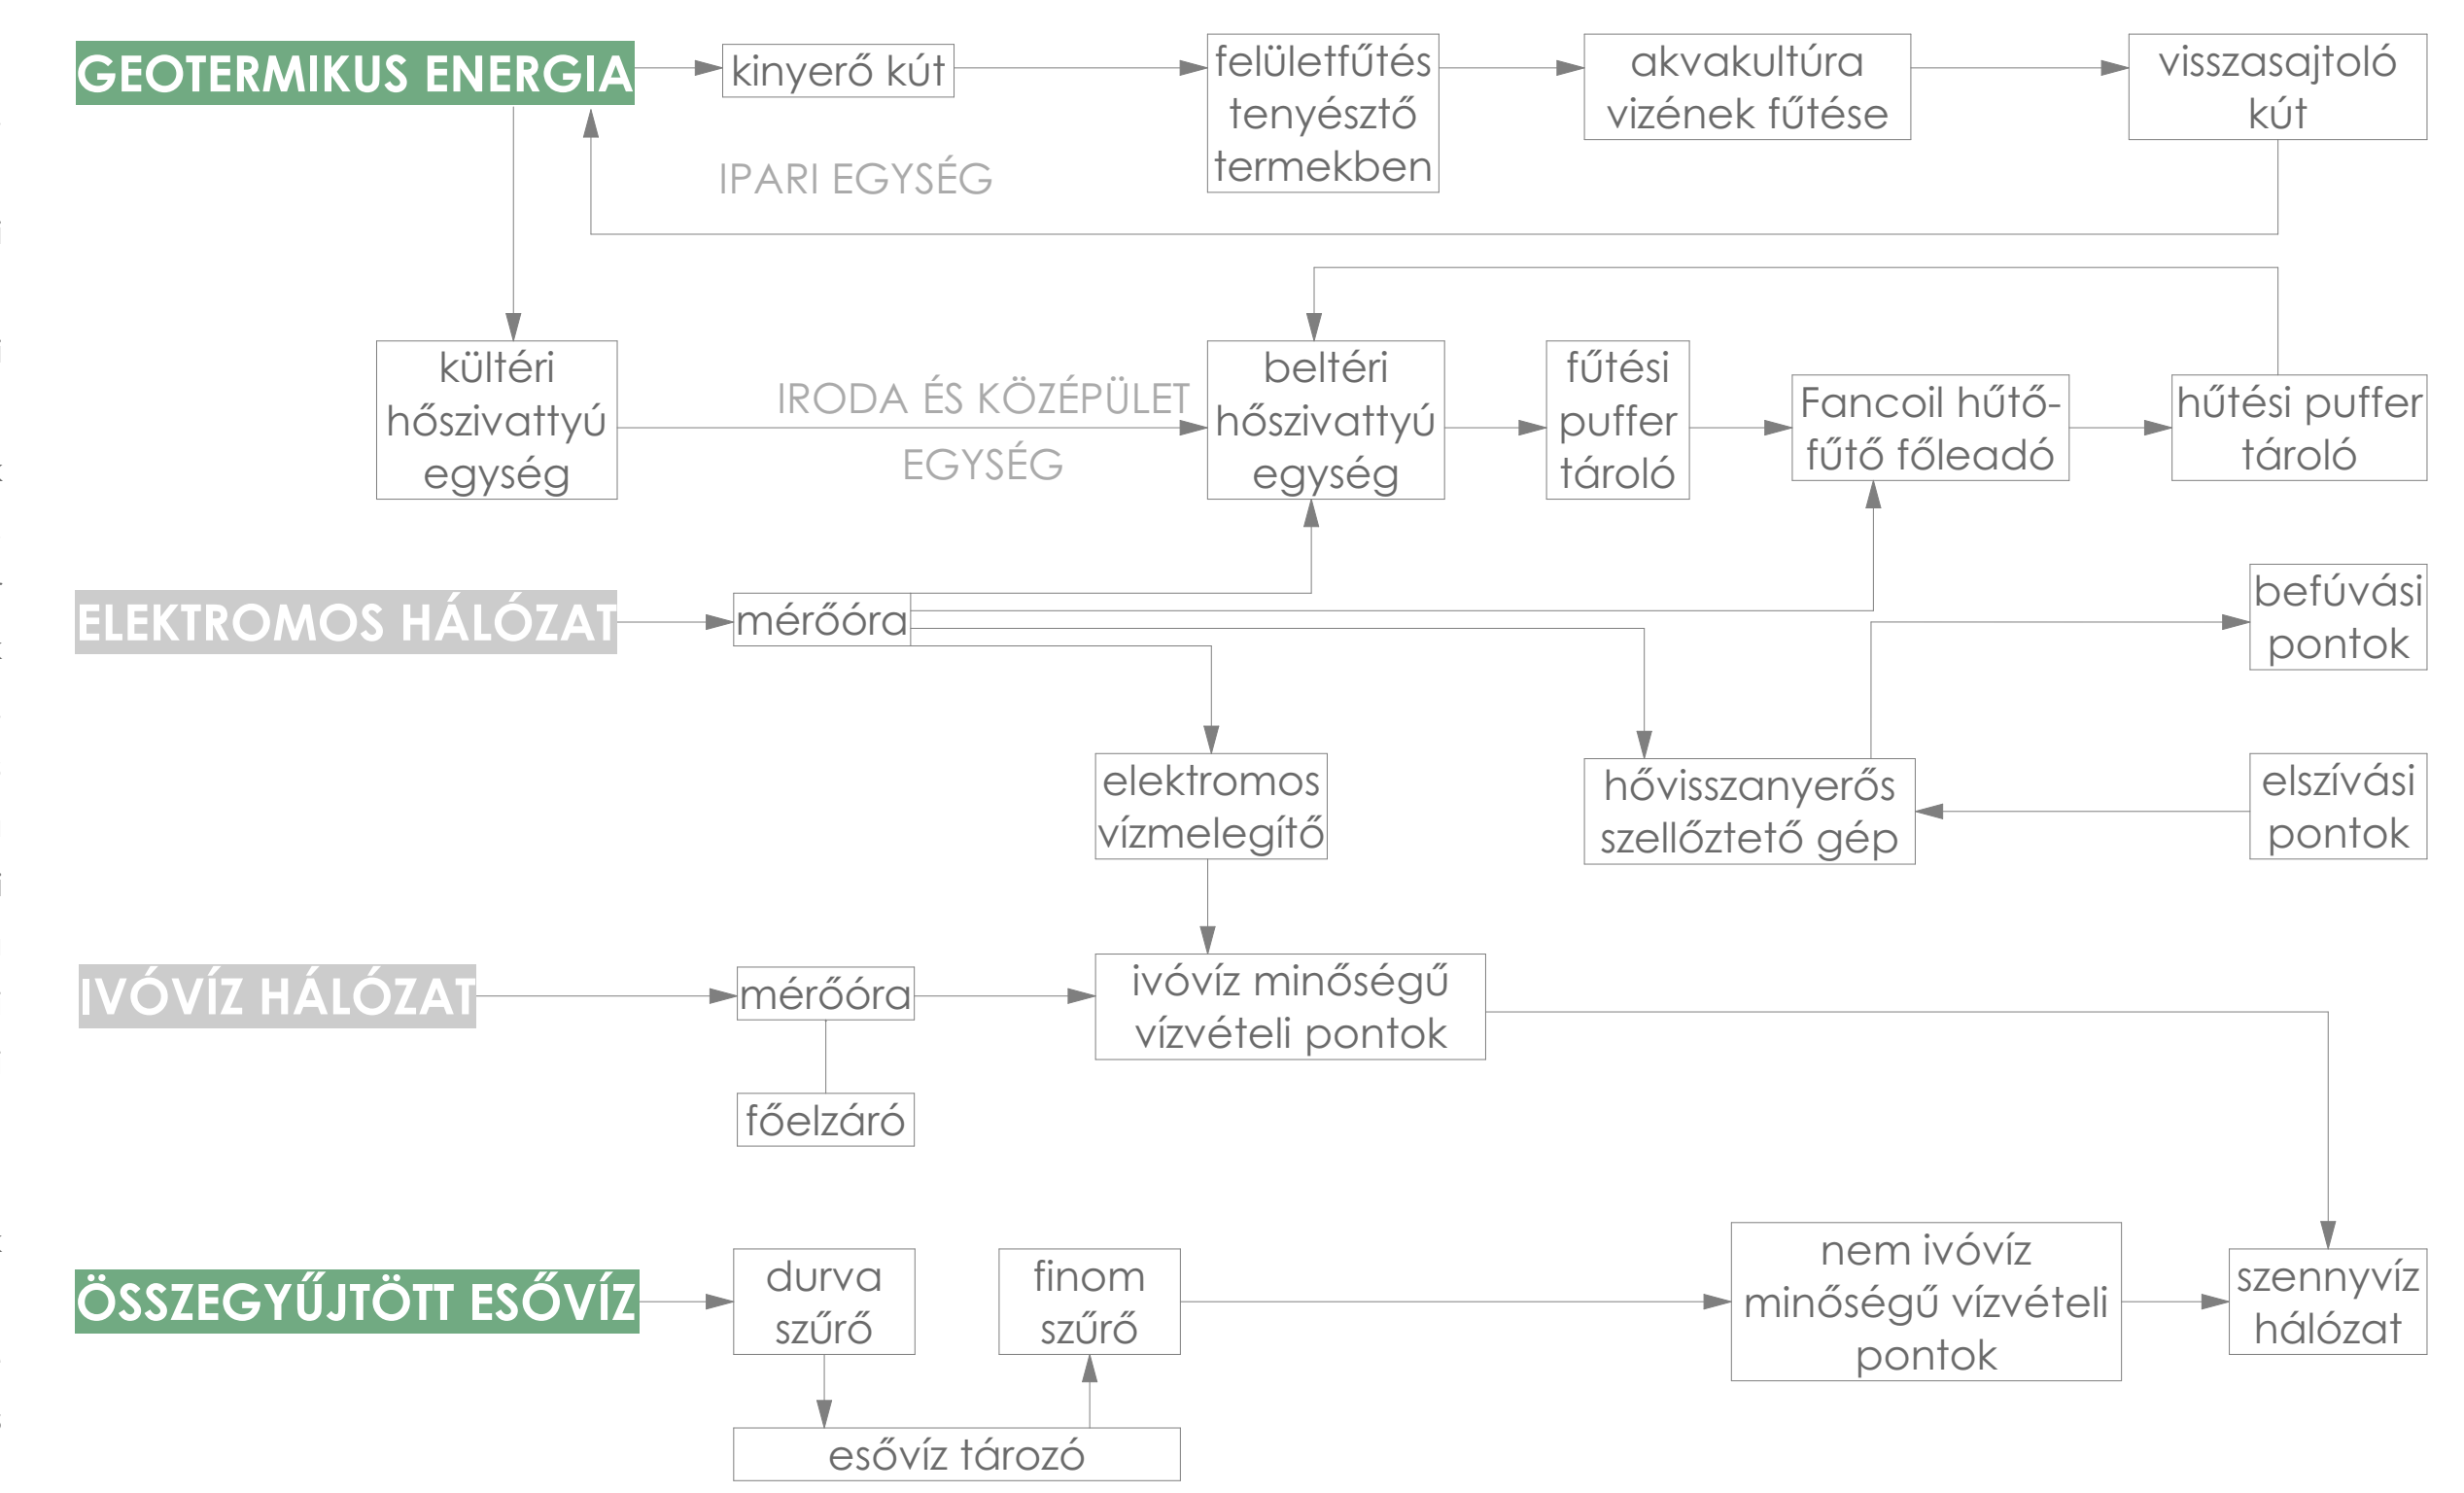 GEOTERMIKUS ENERGIA
kinyerő kút
felületfűtés
tenyésztő
termekben
akvakultúra
vizének fűtése
visszasajtoló
kút
IPARI EGYSÉG
kültéri
hőszivattyú
egység
IRODA ÉS KÖZÉPÜLET
EGYSÉG
beltéri
hőszivattyú
egység
fűtési
puffer
tároló
Fancoil hűtő-
fűtő főleadó
hűtési puffer
tároló
ELEKTROMOS HÁLÓZAT
mérőóra
befúvási
pontok
elektromos
vízmelegítő
hővisszanyerős
szellőztető gép
elszívási
pontok
IVÓVÍZ HÁLÓZAT
mérőóra
ivóvíz minőségű
vízvételi pontok
főelzáró
ÖSSZEGYŰJTÖTT ESŐVÍZ
durva
szűrő
finom
szűrő
nem ivóvíz
minőségű vízvételi
pontok
szennyvíz
hálózat
esővíz tározó